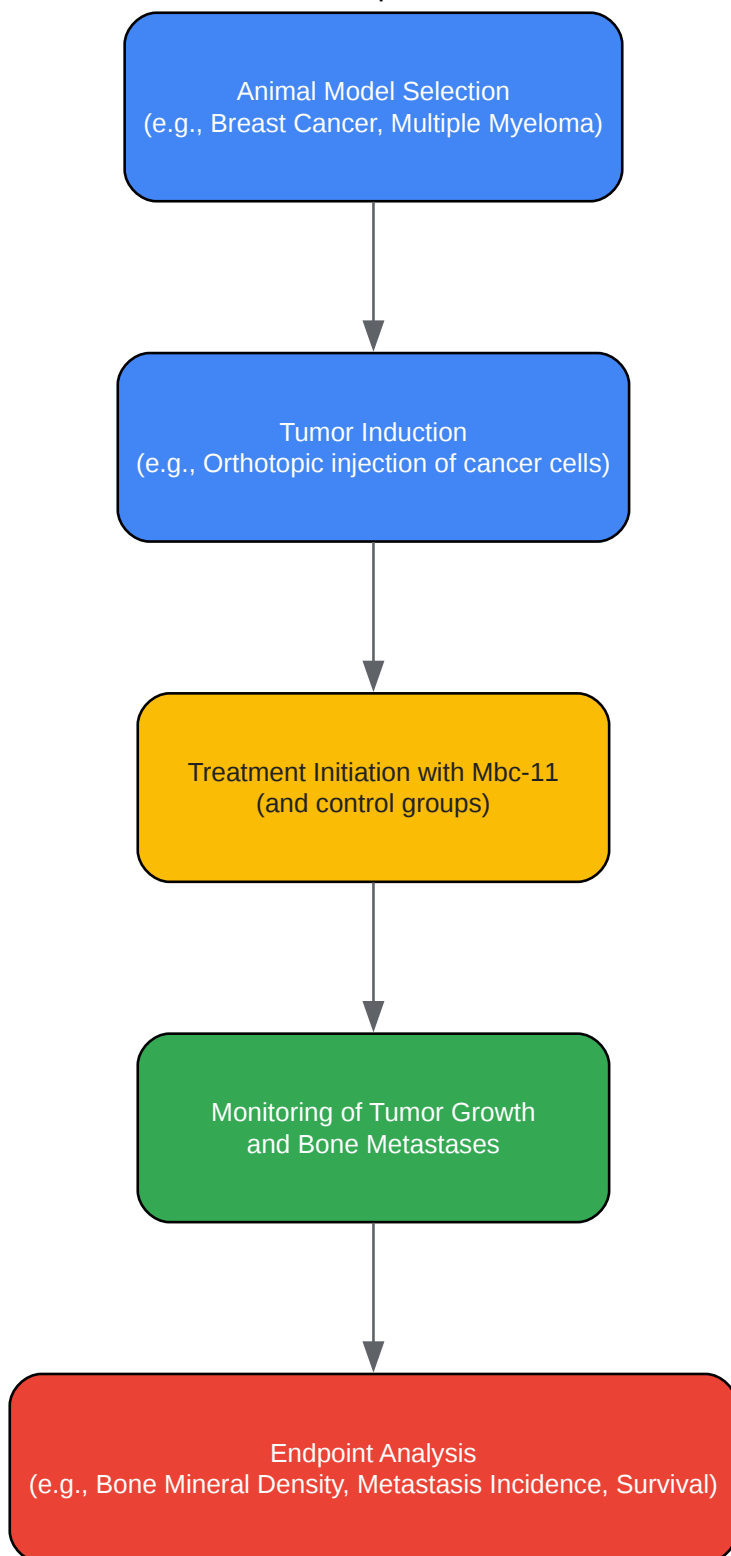 Animal Model Selection
(e.g., Breast Cancer, Multiple Myeloma)
Tumor Induction
(e.g., Orthotopic injection of cancer cells)
Treatment Initiation with Mbc-11
(and control groups)
Monitoring of Tumor Growth
and Bone Metastases
Endpoint Analysis
(e.g., Bone Mineral Density, Metastasis Incidence, Survival)